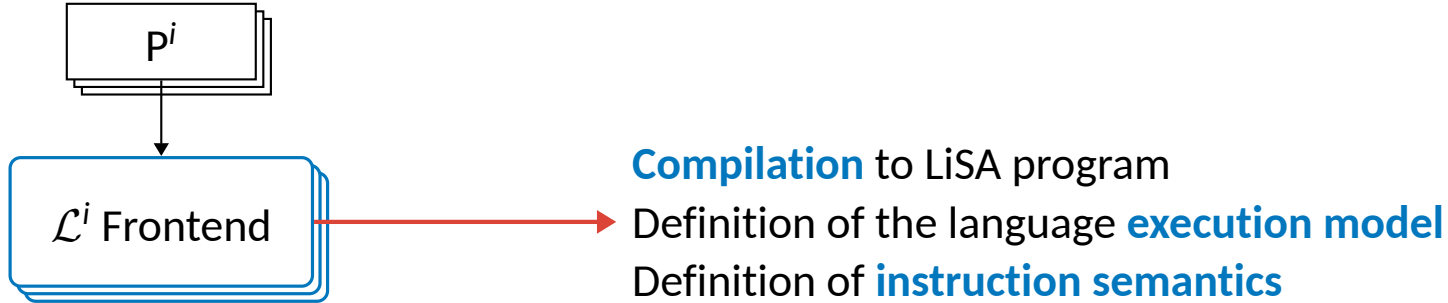 Pⁱ
ℒⁱ Frontend
Compilation to LiSA program
Definition of the language execution model
Definition of instruction semantics